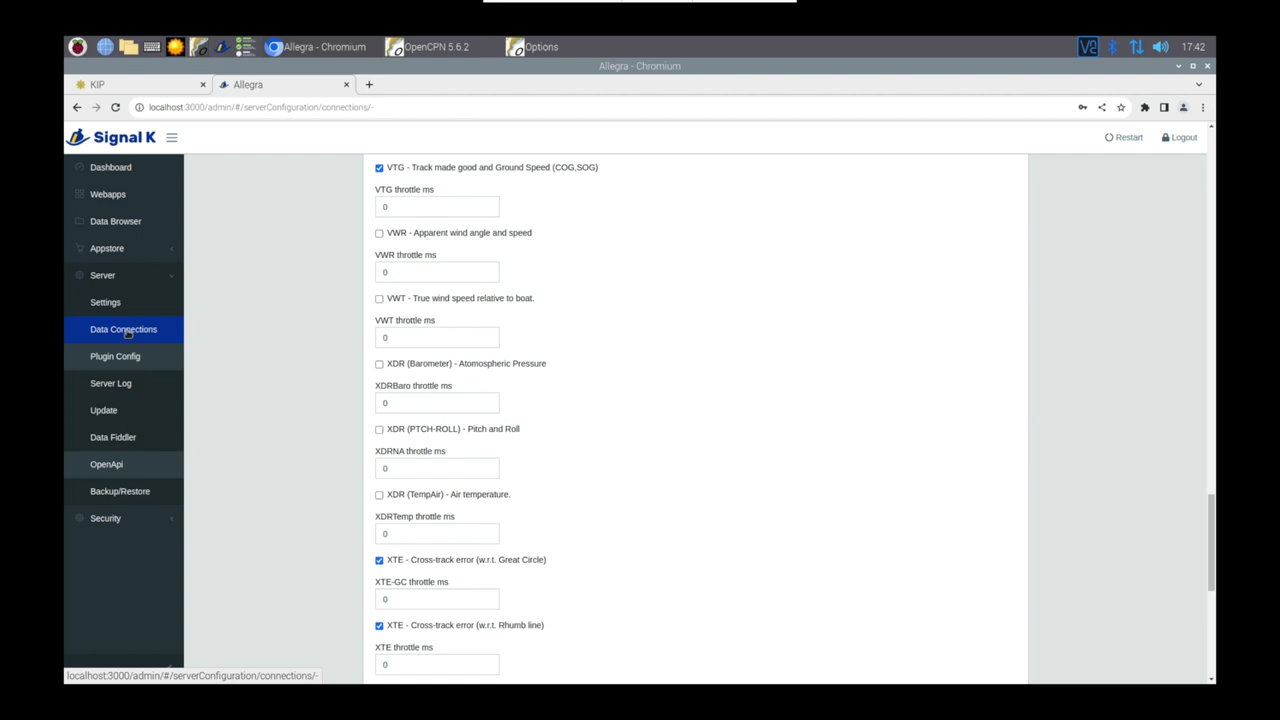 Allegra - Chromium
OpenCPN 5.6.2
Options
V2
17.42
Allegra - Chromium
KIP
Allegra
localhost:3000/admin/#/serverConfiguration/connections/-
Signal K
Restart
Logout
Dashboard
Webapps
Data Browser
Appstore
Server
Settings
Data Connections
Plugin Config
Server Log
Update
Data Fiddler
OpenApi
Backup/Restore
Security
VTG - Track made good and Ground Speed (COG,SOG)
VTG throttle ms
0
VWR - Apparent wind angle and speed
VWR throttle ms
0
VWT - True wind speed relative to boat.
VWT throttle ms
0
XDR (Barometer) - Atomospheric Pressure
XDRBaro throttle ms
0
XDR (PTCH-ROLL) - Pitch and Roll
XDRNA throttle ms
0
XDR (TempAir) - Air temperature.
XDRTemp throttle ms
0
XTE - Cross-track error (w.r.t. Great Circle)
XTE-GC throttle ms
0
XTE - Cross-track error (w.r.t. Rhumb line)
XTE throttle ms
0
localhost:3000/admin/#/serverConfiguration/connections/-